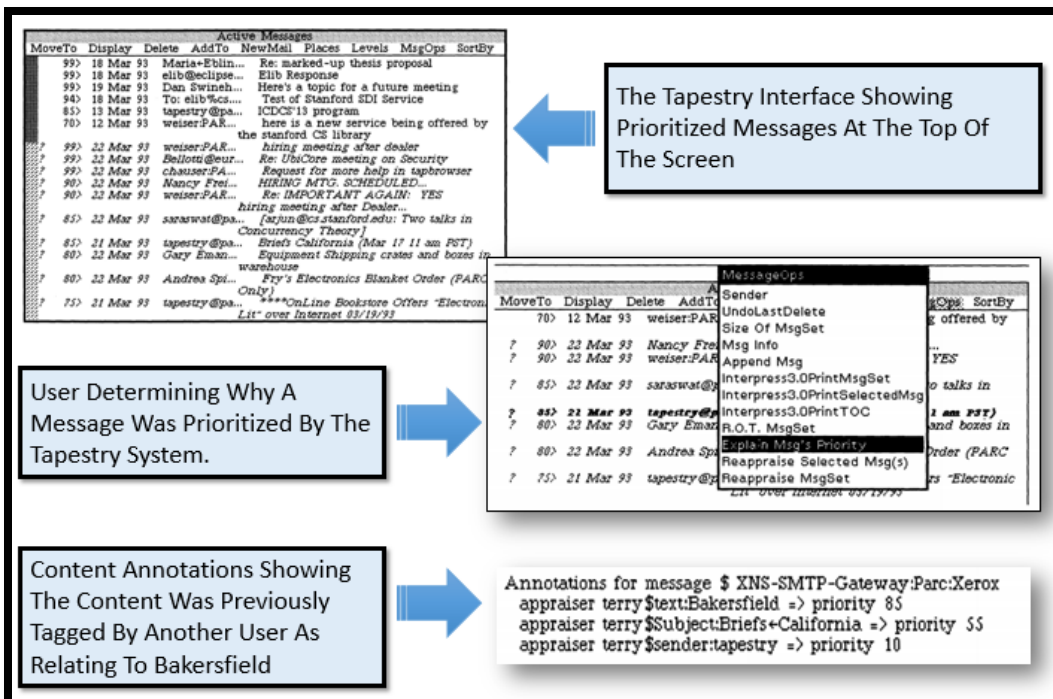 Active Messages
MoveTo Display Delete AddTo NewMail Places Levels MsgOps SortBy
99> 18 Mar 93 Maria←Eblin... Re: marked-up thesis proposal
99> 18 Mar 93 elib@eclipse... Elib Response
99> 19 Mar 93 Dan Swineh... Here's a topic for a future meeting
94> 18 Mar 93 To: elib%cs.... Test of Stanford SDI Service
85> 13 Mar 93 tapestry@pa... ICDCS'13 program
70> 12 Mar 93 weiser:PAR... here is a new service being offered by
the stanford CS library
? 99> 22 Mar 93 weiser:PAR... hiring meeting after dealer
? 99> 22 Mar 93 Bellotti@eur... Re: UbiCore meeting on Security
? 99> 22 Mar 93 chauser:PA... Request for more help in tapbrowser
? 90> 22 Mar 93 Nancy Frei... HIRING MTG. SCHEDULED...
? 90> 22 Mar 93 weiser:PAR... Re: IMPORTANT AGAIN: YES
hiring meeting after Dealer...
? 85> 22 Mar 93 saraswat@pa... [arjun@cs.stanford.edu: Two talks in
Concurrency Theory]
? 85> 21 Mar 93 tapestry@pa... Briefs California (Mar 17 11 am PST)
? 80> 22 Mar 93 Gary Eman... Equipment Shipping crates and boxes in
warehouse
? 80> 22 Mar 93 Andrea Spi... Fry's Electronics Blanket Order (PARC
Only)
? 75> 21 Mar 93 tapestry@pa... ****OnLine Bookstore Offers "Electron
Lit" over Internet 03/19/93
The Tapestry Interface Showing
Prioritized Messages At The Top Of
The Screen
User Determining Why A
Message Was Prioritized By The
Tapestry System.
MessageOps
A
MoveTo Display Delete AddTo gOps SortBy
70> 12 Mar 93 weiser:PAR g offered by
? 90> 22 Mar 93 Nancy Frei ...
? 90> 22 Mar 93 weiser:PAR YES
? 85> 22 Mar 93 saraswat@p o talks in
? 85> 21 Mar 93 tapestry@p 1 am PST)
? 80> 22 Mar 93 Gary Eman and boxes in
? 80> 22 Mar 93 Andrea Spi Order (PARC
? 75> 21 Mar 93 tapestry@p rs "Electronic
Lit" over Internet 03/19/93
Sender
UndoLastDelete
Size Of MsgSet
Msg Info
Append Msg
Interpress3.0PrintMsgSet
Interpress3.0PrintSelectedMsg
Interpress3.0PrintTOC
R.O.T. MsgSet
Explain Msg's Priority
Reappraise Selected Msg(s)
Reappraise MsgSet
Content Annotations Showing
The Content Was Previously
Tagged By Another User As
Relating To Bakersfield
Annotations for message $ XNS-SMTP-Gateway:Parc:Xerox
appraiser terry$text:Bakersfield => priority 85
appraiser terry$Subject:Briefs←California => priority 55
appraiser terry$sender:tapestry => priority 10